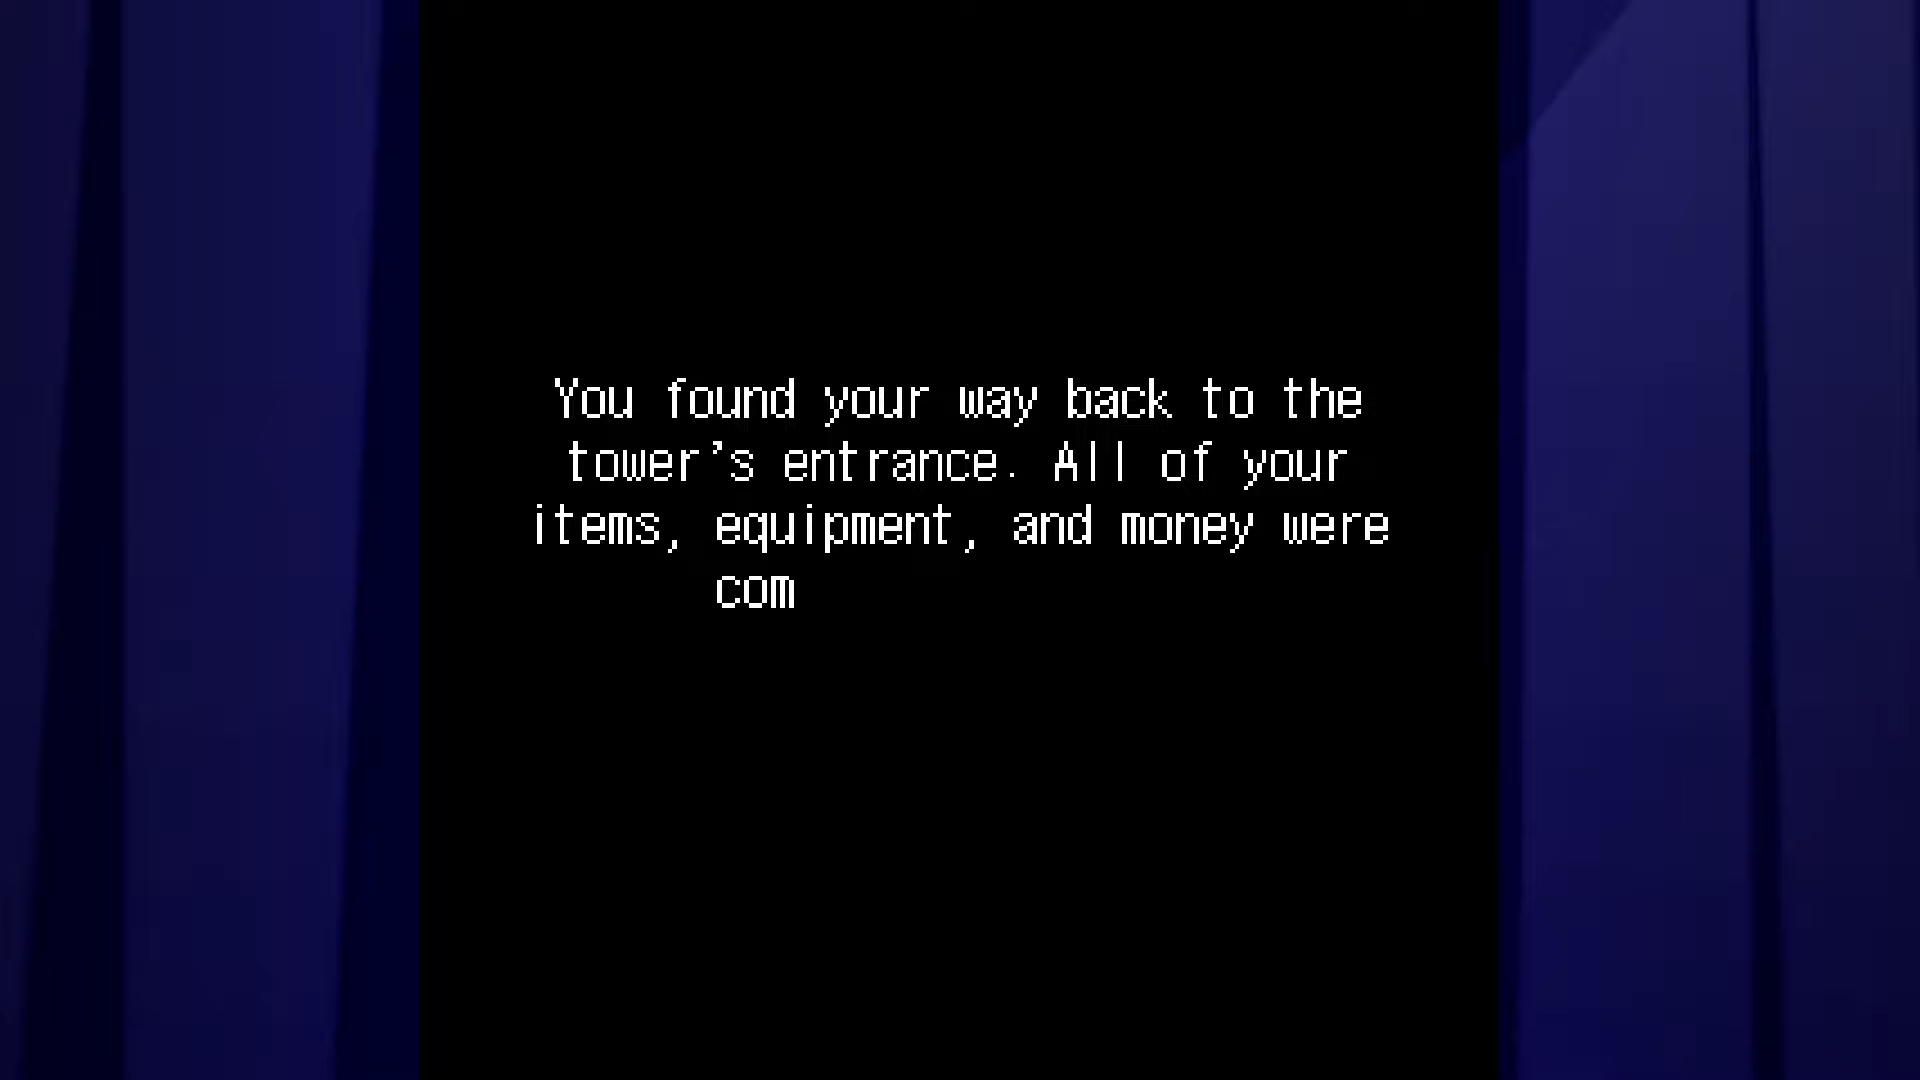 You found your way back to the
tower's entrance. All of your
items, equipment, and money were
com